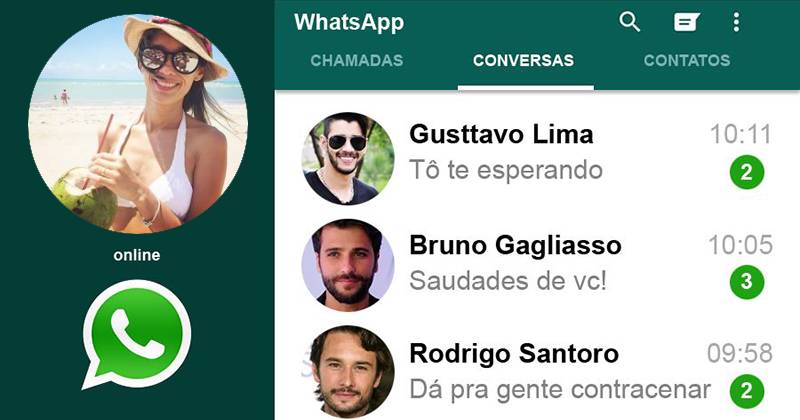 online
WhatsApp
CHAMADAS CONVERSAS CONTATOS
Gusttavo Lima 10:11
Tô te esperando 2
Bruno Gagliasso 10:05
Saudades de vc! 3
Rodrigo Santoro 09:58
Dá pra gente contracenar 2